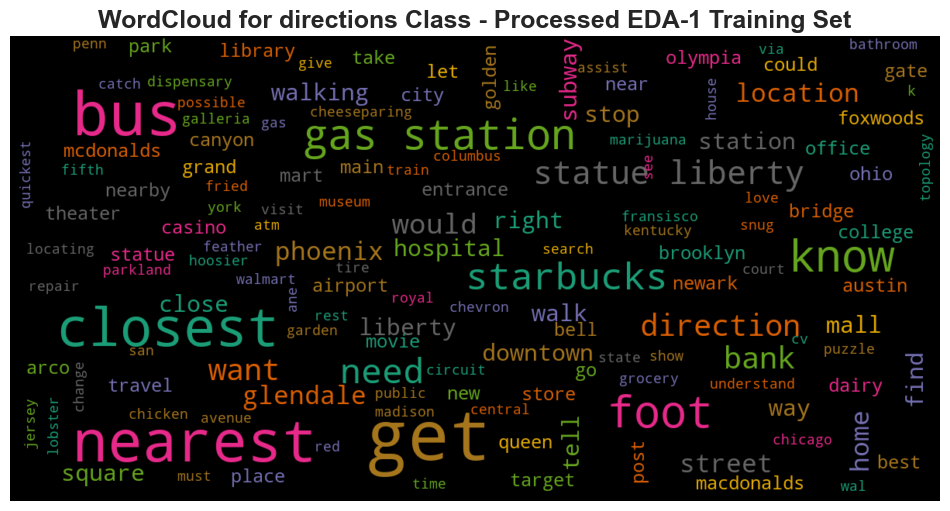 WordCloud for directions Class - Processed EDA-1 Training Set
penn park library give take let golden subway assist olympia via could bathroom gate
catch dispensary walking city like near house location k
bus possible galleria gas cheeseparing stop foxwoods
mcdonalds canyon gas station marijuana station office
quickest fifth grand mart main train columbus statue liberty see ohio topology
nearby fried entrance love
theater york visit museum would right fransisco bridge
casino atm kentucky snug college
locating statue hoosier feather phoenix hospital search brooklyn know
parkland walmart tire starbucks court
repair ane airport royal newark austin
closest close garden rest liberty chevron walk bell direction mall
movie cv
san downtown state show bank puzzle
arco want need circuit go grocery understand dairy find
change travel glendale public new store
jersey lobster chicken avenue madison central foot way
nearest get queen tell chicago home
red post street best
square must place time target macdonalds wal